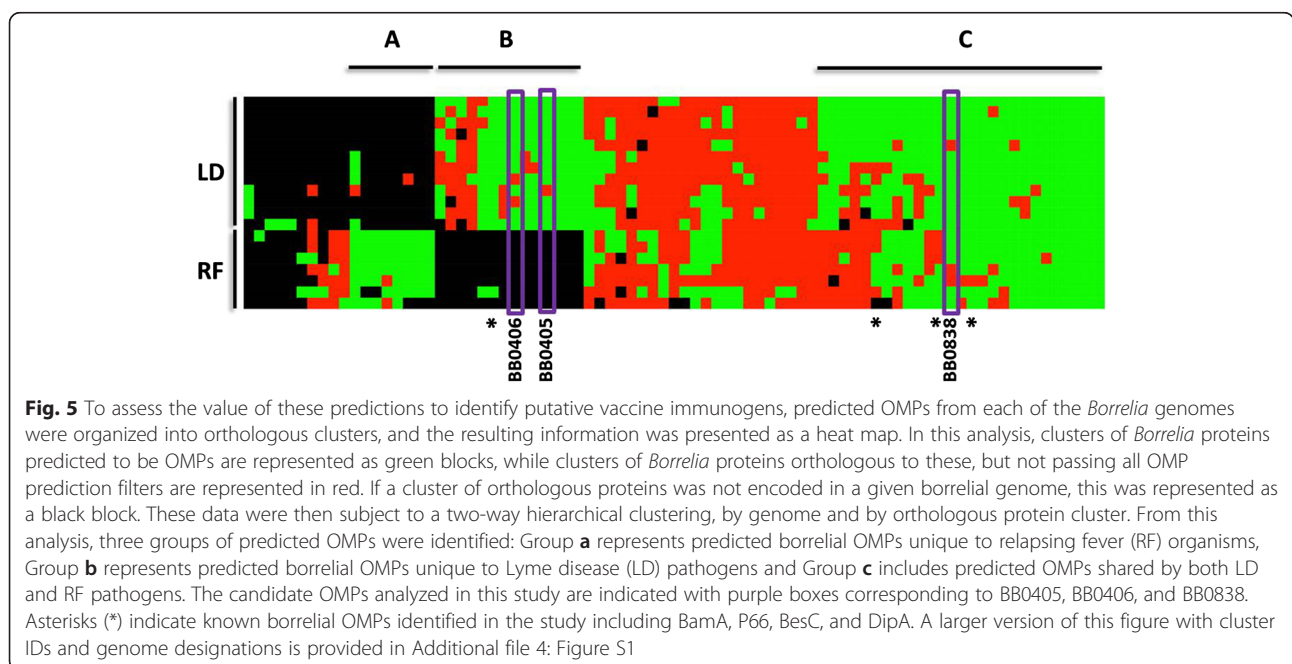 A B C
LD
RF
* * * *
BB0406
BB0405
BB0838
Fig. 5 To assess the value of these predictions to identify putative vaccine immunogens, predicted OMPs from each of the Borrelia genomes
were organized into orthologous clusters, and the resulting information was presented as a heat map. In this analysis, clusters of Borrelia proteins
predicted to be OMPs are represented as green blocks, while clusters of Borrelia proteins orthologous to these, but not passing all OMP
prediction filters are represented in red. If a cluster of orthologous proteins was not encoded in a given borrelial genome, this was represented as
a black block. These data were then subject to a two-way hierarchical clustering, by genome and by orthologous protein cluster. From this
analysis, three groups of predicted OMPs were identified: Group a represents predicted borrelial OMPs unique to relapsing fever (RF) organisms,
Group b represents predicted borrelial OMPs unique to Lyme disease (LD) pathogens and Group c includes predicted OMPs shared by both LD
and RF pathogens. The candidate OMPs analyzed in this study are indicated with purple boxes corresponding to BB0405, BB0406, and BB0838.
Asterisks (*) indicate known borrelial OMPs identified in the study including BamA, P66, BesC, and DipA. A larger version of this figure with cluster
IDs and genome designations is provided in Additional file 4: Figure S1